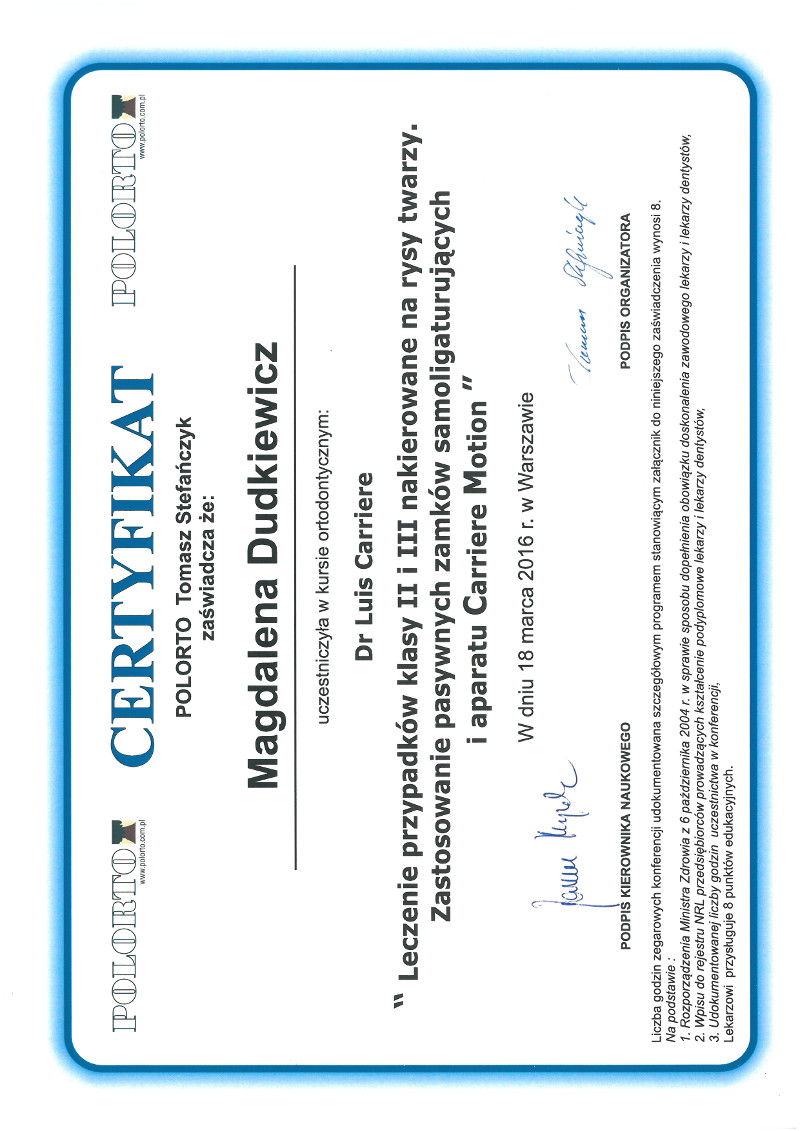 POLORTO
www.polorto.com.pl
CERTYFIKAT
POLORTO
www.polorto.com.pl
POLORTO Tomasz Stefańczyk
zaświadcza że:
Magdalena Dudkiewicz
uczestniczyła w kursie ortodontycznym:
Dr Luis Carriere
“ Leczenie przypadków klasy II i III nakierowane na rysy twarzy.
Zastosowanie pasywnych zamków samoligaturujących
i aparatu Carriere Motion ”
W dniu 18 marca 2016 r. w Warszawie
PODPIS KIEROWNIKA NAUKOWEGO
PODPIS ORGANIZATORA
Liczba godzin zegarowych konferencji udokumentowana szczegółowym programem stanowiącym załącznik do niniejszego zaświadczenia wynosi 8.
Na podstawie :
1. Rozporządzenia Ministra Zdrowia z 6 października 2004 r. w sprawie sposobu dopełnienia obowiązku doskonalenia zawodowego lekarzy i lekarzy dentystów,
2. Wpisu do rejestru NRL przedsiębiorców prowadzących kształcenie podyplomowe lekarzy i lekarzy dentystów,
3. Udokumentowanej liczby godzin uczestnictwa w konferencji,
Lekarzowi przysługuje 8 punktów edukacyjnych.